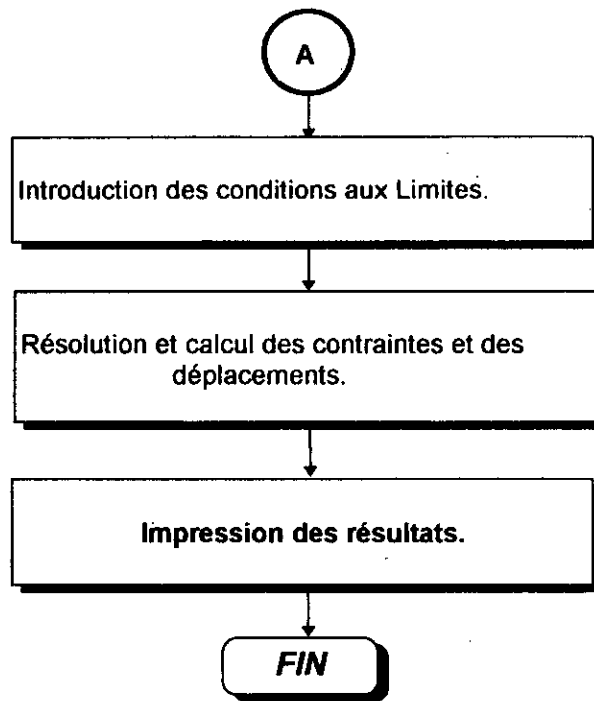 A
Introduction des conditions aux Limites.
Résolution et calcul des contraintes et des
déplacements.
Impression des résultats.
FIN